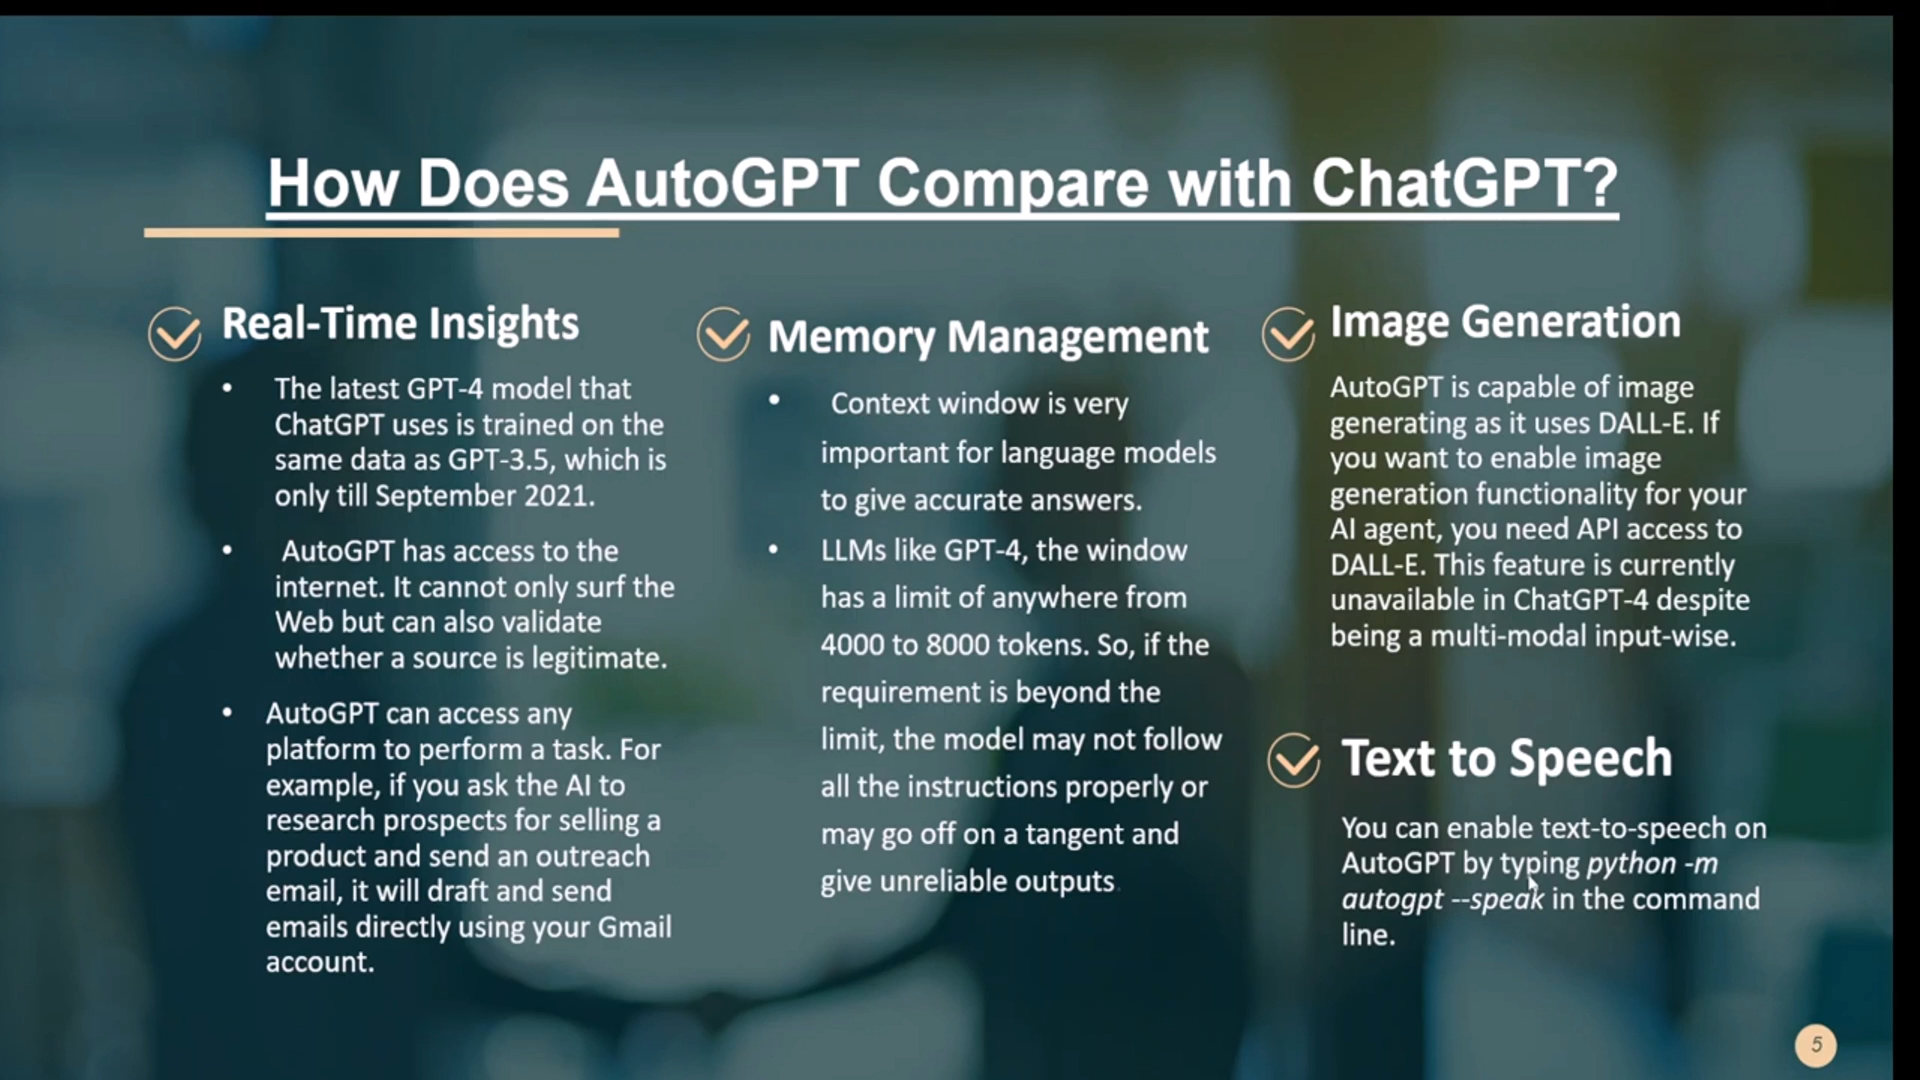 How Does AutoGPT Compare with ChatGPT?
Real-Time Insights
• The latest GPT-4 model that
ChatGPT uses is trained on the
same data as GPT-3.5, which is
only till September 2021.
• AutoGPT has access to the
internet. It cannot only surf the
Web but can also validate
whether a source is legitimate.
• AutoGPT can access any
platform to perform a task. For
example, if you ask the AI to
research prospects for selling a
product and send an outreach
email, it will draft and send
emails directly using your Gmail
account.
Memory Management
• Context window is very
important for language models
to give accurate answers.
• LLMs like GPT-4, the window
has a limit of anywhere from
4000 to 8000 tokens. So, if the
requirement is beyond the
limit, the model may not follow
all the instructions properly or
may go off on a tangent and
give unreliable outputs.
Image Generation
AutoGPT is capable of image
generating as it uses DALL-E. If
you want to enable image
generation functionality for your
AI agent, you need API access to
DALL-E. This feature is currently
unavailable in ChatGPT-4 despite
being a multi-modal input-wise.
Text to Speech
You can enable text-to-speech on
AutoGPT by typing python -m
autogpt --speak in the command
line.
5